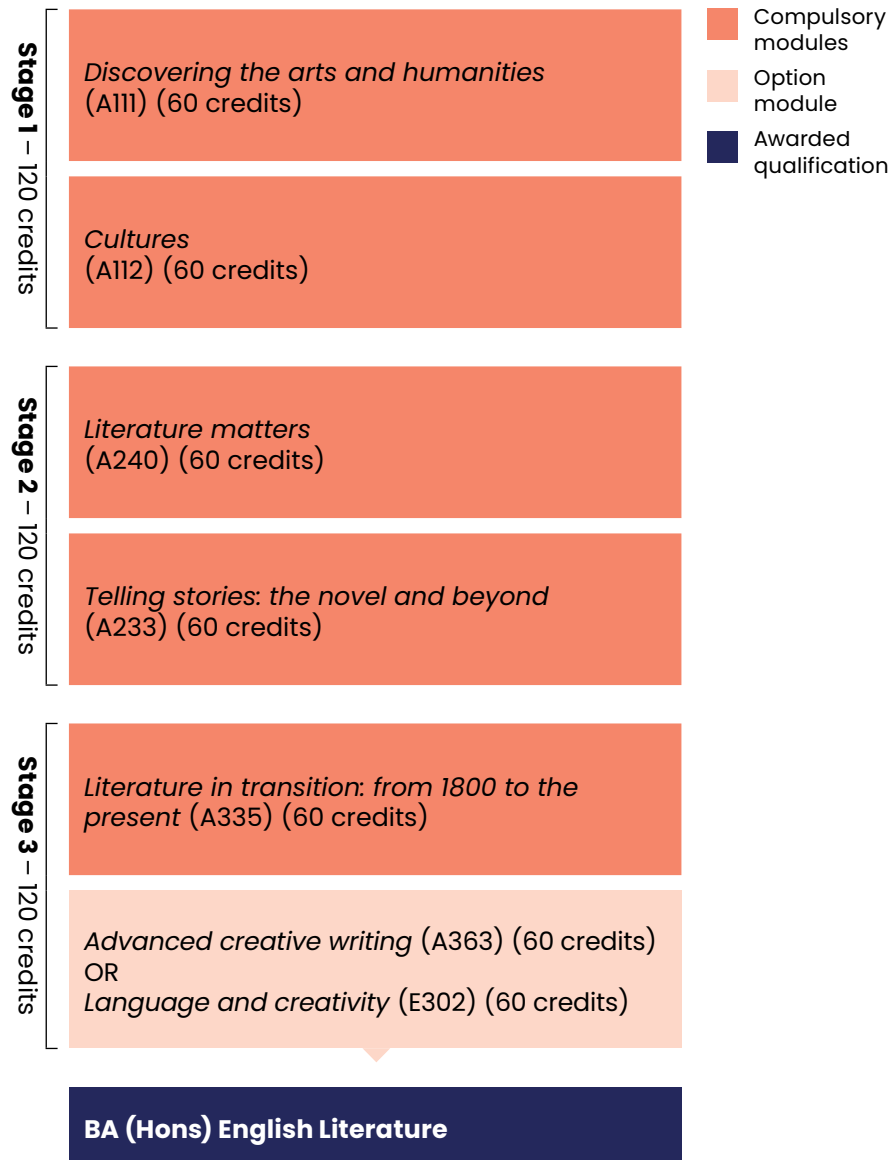 Stage 1 – 120 credits
Discovering the arts and humanities
(A111) (60 credits)
Cultures
(A112) (60 credits)
Stage 2 – 120 credits
Literature matters
(A240) (60 credits)
Telling stories: the novel and beyond
(A233) (60 credits)
Stage 3 – 120 credits
Literature in transition: from 1800 to the
present (A335) (60 credits)
Advanced creative writing (A363) (60 credits)
OR
Language and creativity (E302) (60 credits)
BA (Hons) English Literature
Compulsory
modules
Option
module
Awarded
qualification